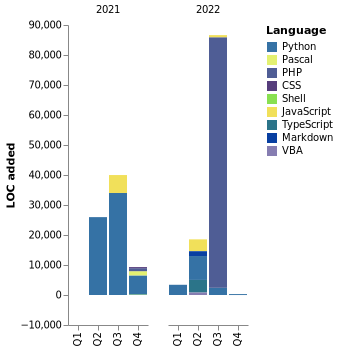 2021 2022
Language
Python
Pascal
PHP
CSS
Shell
JavaScript
TypeScript
Markdown
VBA
LOC added
90,000
80,000
70,000
60,000
50,000
40,000
30,000
20,000
10,000
0
−10,000
Q1 Q2 Q3 Q4 Q1 Q2 Q3 Q4